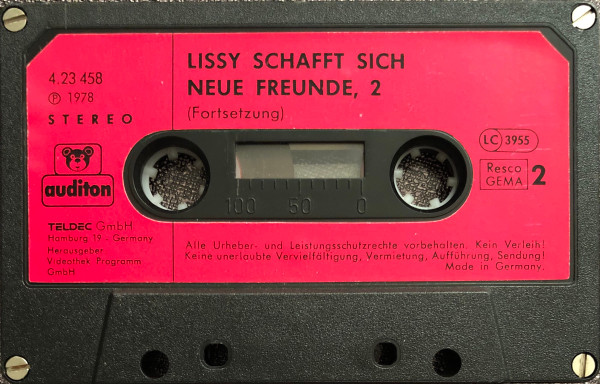 LISSY SCHAFFT SICH
NEUE FREUNDE, 2
(Fortsetzung)
4.23 458
Ⓟ 1978
STEREO
auditon
TELDEC GmbH
Hamburg 19 - Germany
Herausgeber
Videothek Programm
GmbH
100 50 0
LC 3955
Resco
GEMA
2
Alle Urheber- und Leistungsschutzrechte vorbehalten. Kein Verleih!
Keine unerlaubte Vervielfältigung, Vermietung, Aufführung, Sendung!
Made in Germany.